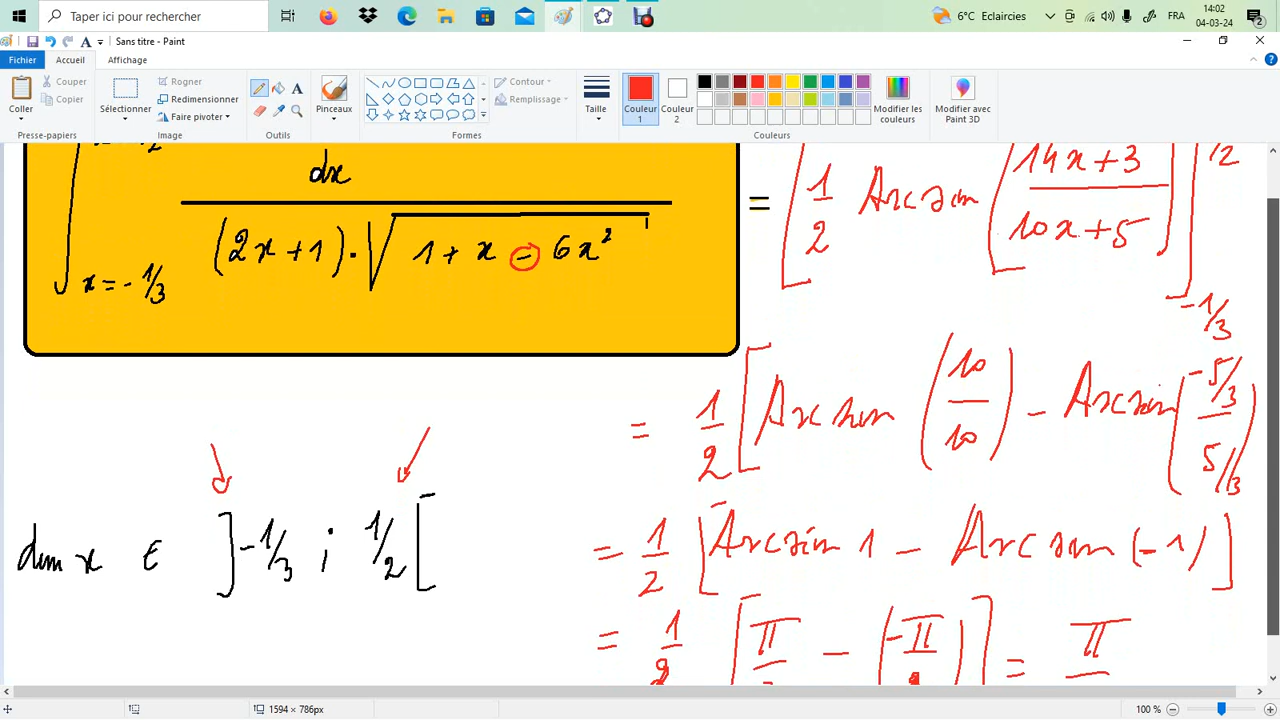 Taper ici pour rechercher
6°C Eclaircies
FRA
14:02
04-03-24
2
Sans titre - Paint
Fichier Accueil Affichage
Coller
Couper
Copier
Presse-papiers
Sélectionner
Rogner
Redimensionner
Faire pivoter
Image
Outils
Pinceaux
Formes
Contour
Remplissage
Taille
Couleur 1
Couleur 2
Modifier les couleurs
Couleurs
Modifier avec Paint 3D
dx
(2x+1)·√1+x-6x²
x=-1/3
= [1/2 Arcsin (14x+3/10x+5)]
-1/3
= 1/2 [Arcsin (10/10) - Arcsin (-5/3/5/3)
dim x ∈ ]-1/3 ; 1/2[
= 1/2 [Arcsin 1 - Arcsin (-1)]
= 1/2 [π/2 - (-π/2)] = π
1594 × 786px
100 %